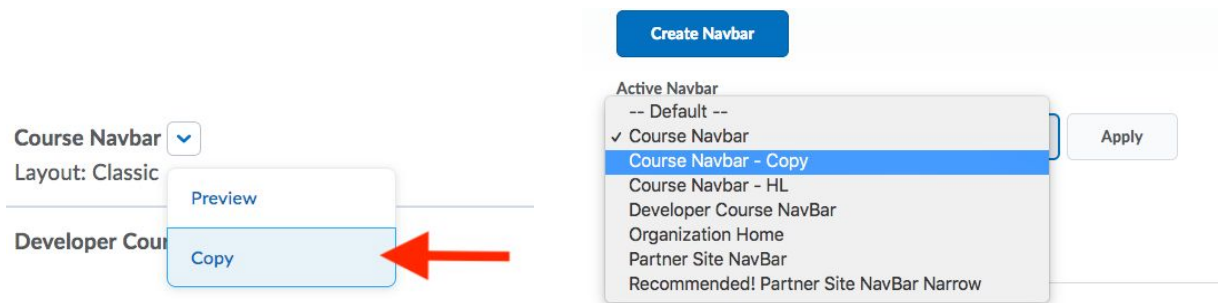 Course Navbar
Layout: Classic
Preview
Developer Cour
Copy
Create Navbar
Active Navbar
-- Default --
✓ Course Navbar
Course Navbar - Copy
Course Navbar - HL
Developer Course NavBar
Organization Home
Partner Site NavBar
Recommended! Partner Site NavBar Narrow
Apply